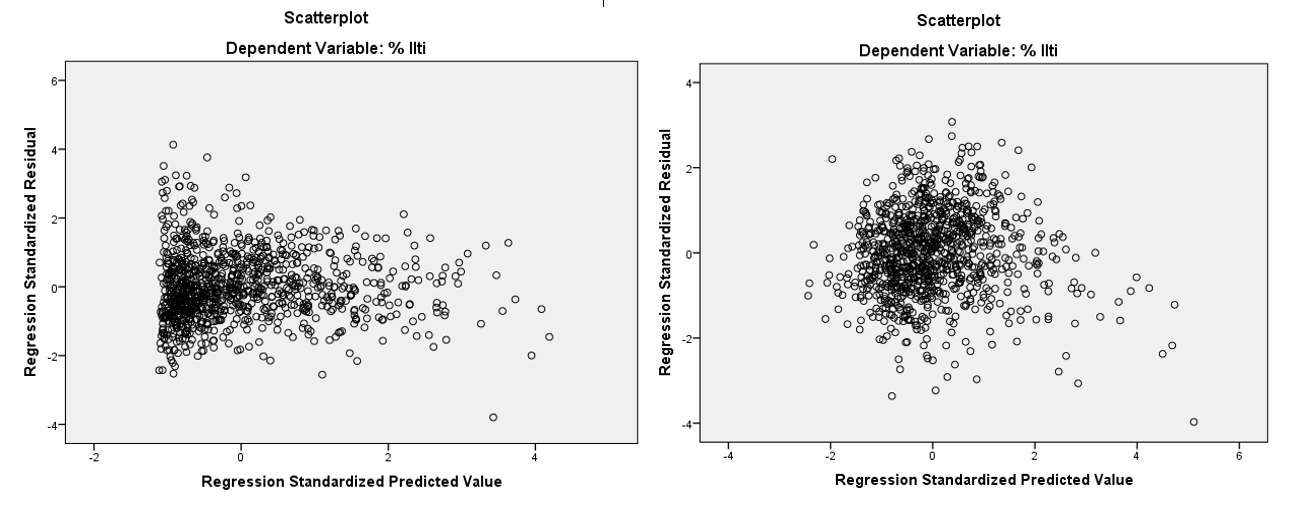 Scatterplot
Dependent Variable: % llti
Regression Standardized Residual
6
4
2
0
-2
-4
-2
0
2
4
Regression Standardized Predicted Value
Scatterplot
Dependent Variable: % llti
Regression Standardized Residual
4
2
0
-2
-4
-4
-2
0
2
4
6
Regression Standardized Predicted Value